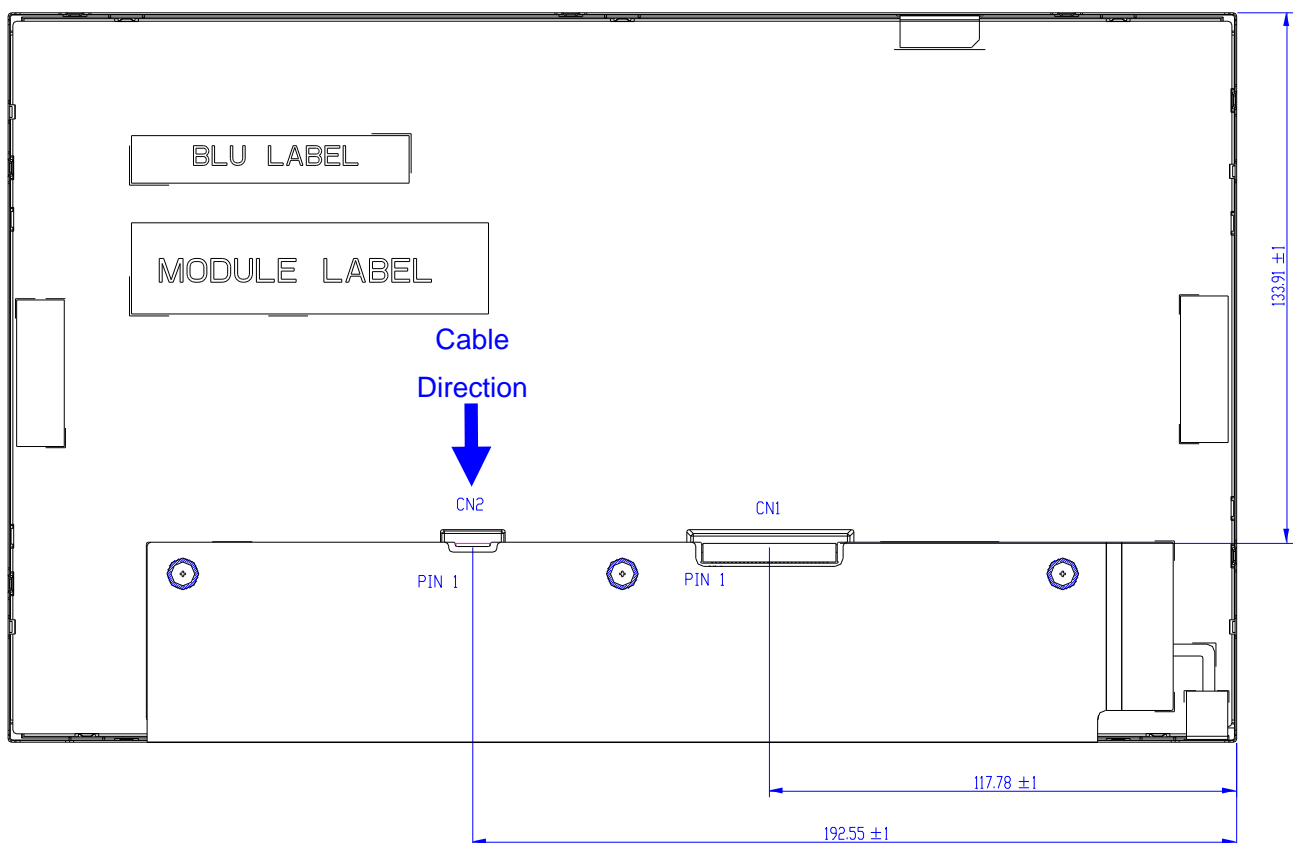 BLU LABEL
MODULE LABEL
133.91 ±1
Cable
Direction
CN2
CN1
PIN 1
PIN 1
117.78 ±1
192.55 ±1